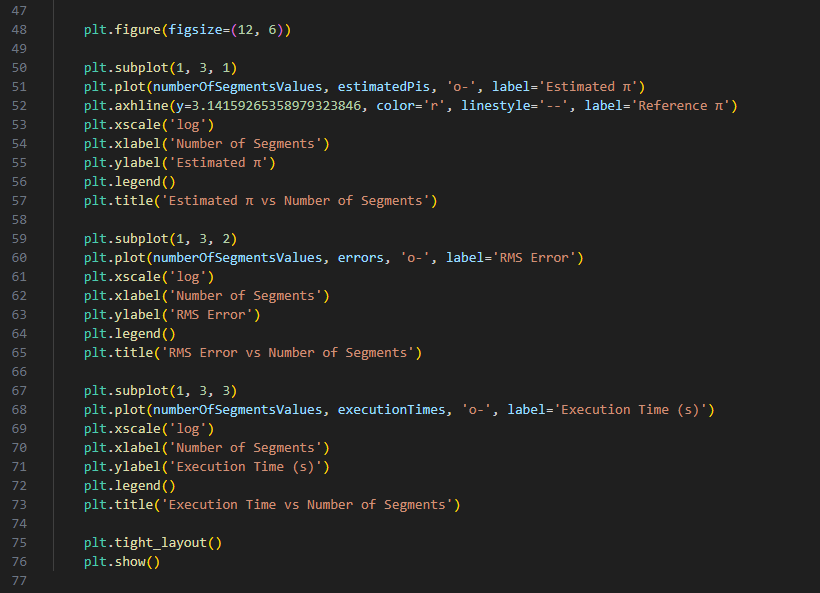 47
48 plt.figure(figsize=(12, 6))
49
50 plt.subplot(1, 3, 1)
51 plt.plot(numberOfSegmentsValues, estimatedPis, 'o-', label='Estimated π')
52 plt.axhline(y=3.14159265358979323846, color='r', linestyle='--', label='Reference π')
53 plt.xscale('log')
54 plt.xlabel('Number of Segments')
55 plt.ylabel('Estimated π')
56 plt.legend()
57 plt.title('Estimated π vs Number of Segments')
58
59 plt.subplot(1, 3, 2)
60 plt.plot(numberOfSegmentsValues, errors, 'o-', label='RMS Error')
61 plt.xscale('log')
62 plt.xlabel('Number of Segments')
63 plt.ylabel('RMS Error')
64 plt.legend()
65 plt.title('RMS Error vs Number of Segments')
66
67 plt.subplot(1, 3, 3)
68 plt.plot(numberOfSegmentsValues, executionTimes, 'o-', label='Execution Time (s)')
69 plt.xscale('log')
70 plt.xlabel('Number of Segments')
71 plt.ylabel('Execution Time (s)')
72 plt.legend()
73 plt.title('Execution Time vs Number of Segments')
74
75 plt.tight_layout()
76 plt.show()
77